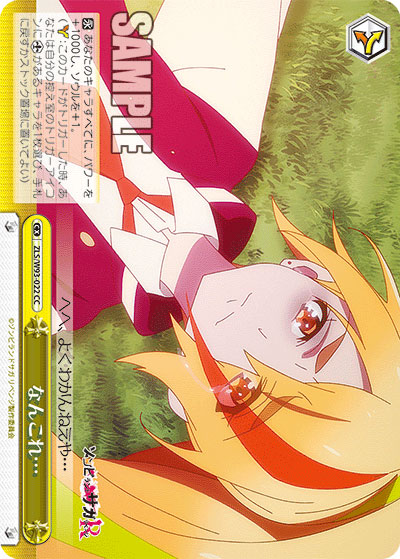 SAMPLE
【永】 あなたのキャラすべてに、パワーを
+1000し、ソウルを+1。
（：このカードがトリガーした時、あ
なたは自分の控え室のトリガーアイコ
ンがあるキャラを1枚選び、手札
に戻すかストック置場に置いてよい）
CX
ZLS/W93-022 CC
へへ、よくわかんねえや…
ゾンビランドサガR
なんこれ…
©ゾンビランドサガ リベンジ製作委員会